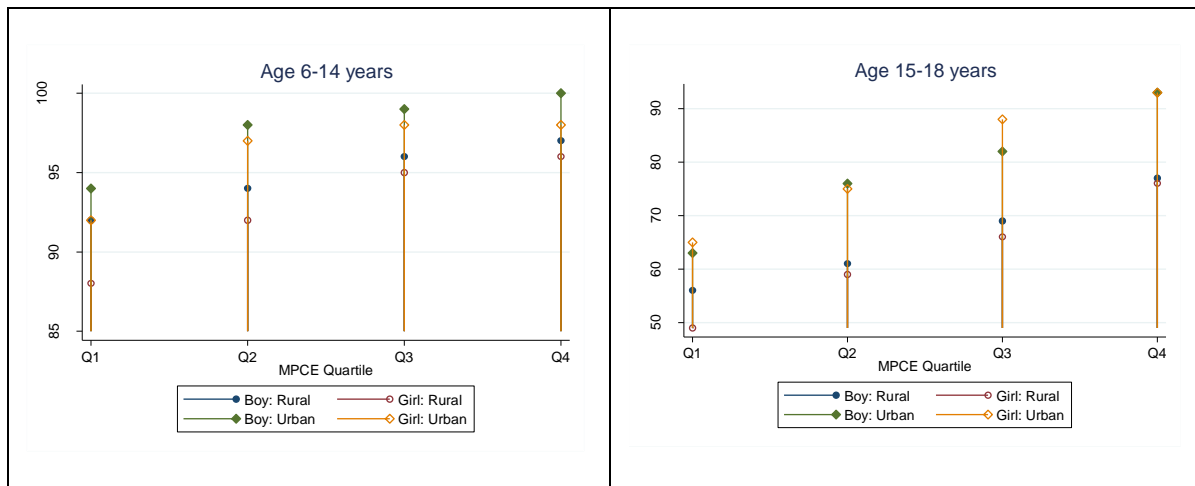 Age 6-14 years
100
95
90
85
Q1 Q2 Q3 Q4
MPCE Quartile
Boy: Rural Girl: Rural
Boy: Urban Girl: Urban
Age 15-18 years
90
80
70
60
50
Q1 Q2 Q3 Q4
MPCE Quartile
Boy: Rural Girl: Rural
Boy: Urban Girl: Urban